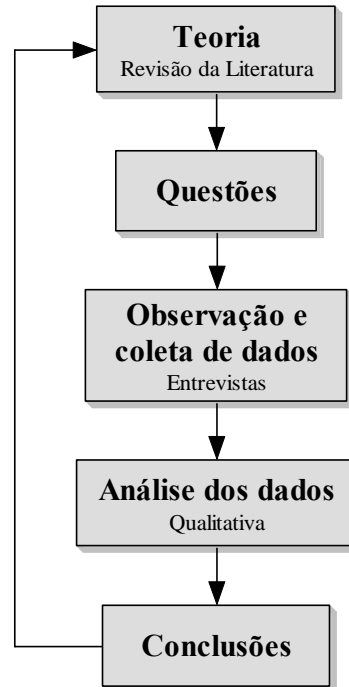 Teoria
Revisão da Literatura
Questões
Observação e
coleta de dados
Entrevistas
Análise dos dados
Qualitativa
Conclusões